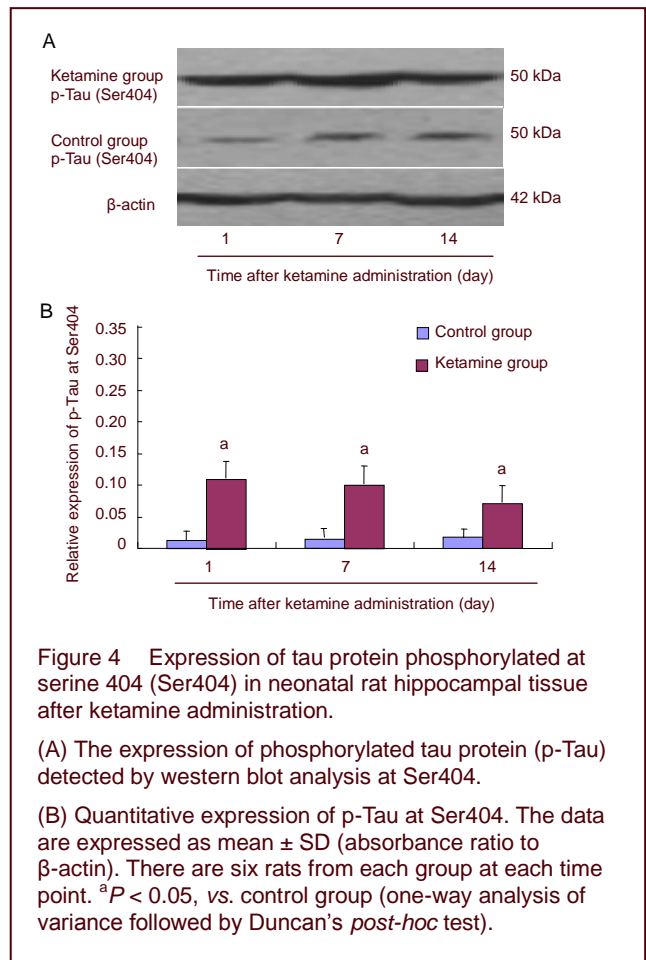 A
Ketamine group
p-Tau (Ser404)
50 kDa
Control group
p-Tau (Ser404)
50 kDa
β-actin
42 kDa
1 7 14
Time after ketamine administration (day)
B
Relative expression of p-Tau at Ser404
0.35
0.30
0.25
0.20
0.15
0.10
0.05
0
Control group
Ketamine group
a a a
1 7 14
Time after ketamine administration (day)
Figure 4 Expression of tau protein phosphorylated at
serine 404 (Ser404) in neonatal rat hippocampal tissue
after ketamine administration.
(A) The expression of phosphorylated tau protein (p-Tau)
detected by western blot analysis at Ser404.
(B) Quantitative expression of p-Tau at Ser404. The data
are expressed as mean ± SD (absorbance ratio to
β-actin). There are six rats from each group at each time
point. ᵃP < 0.05, vs. control group (one-way analysis of
variance followed by Duncan's post-hoc test).